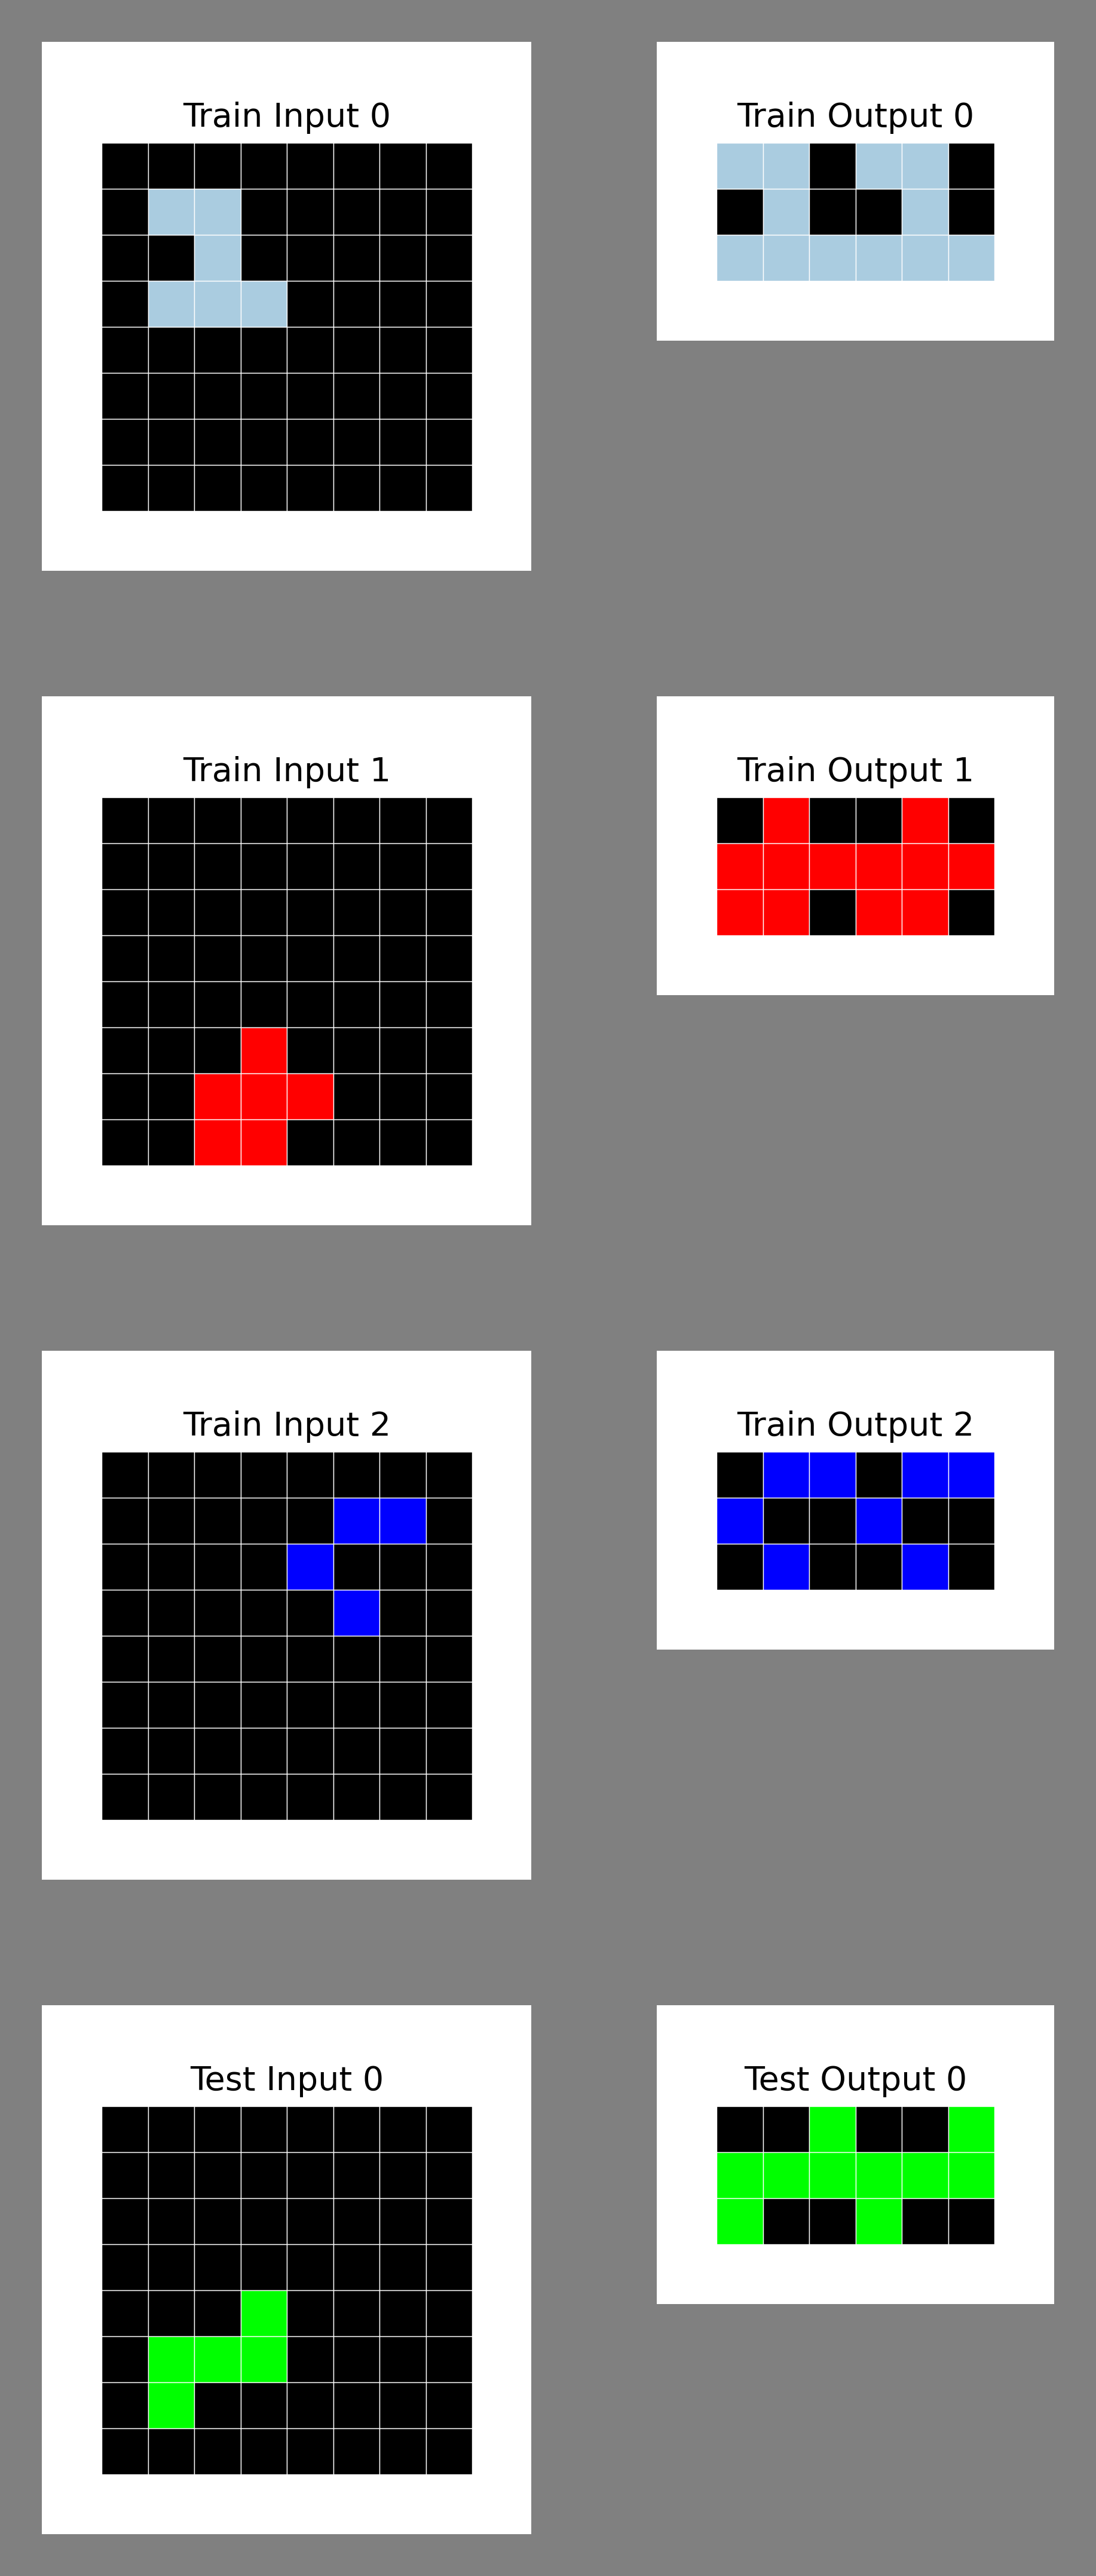 Train Input 0
Train Output 0
Train Input 1
Train Output 1
Train Input 2
Train Output 2
Test Input 0
Test Output 0